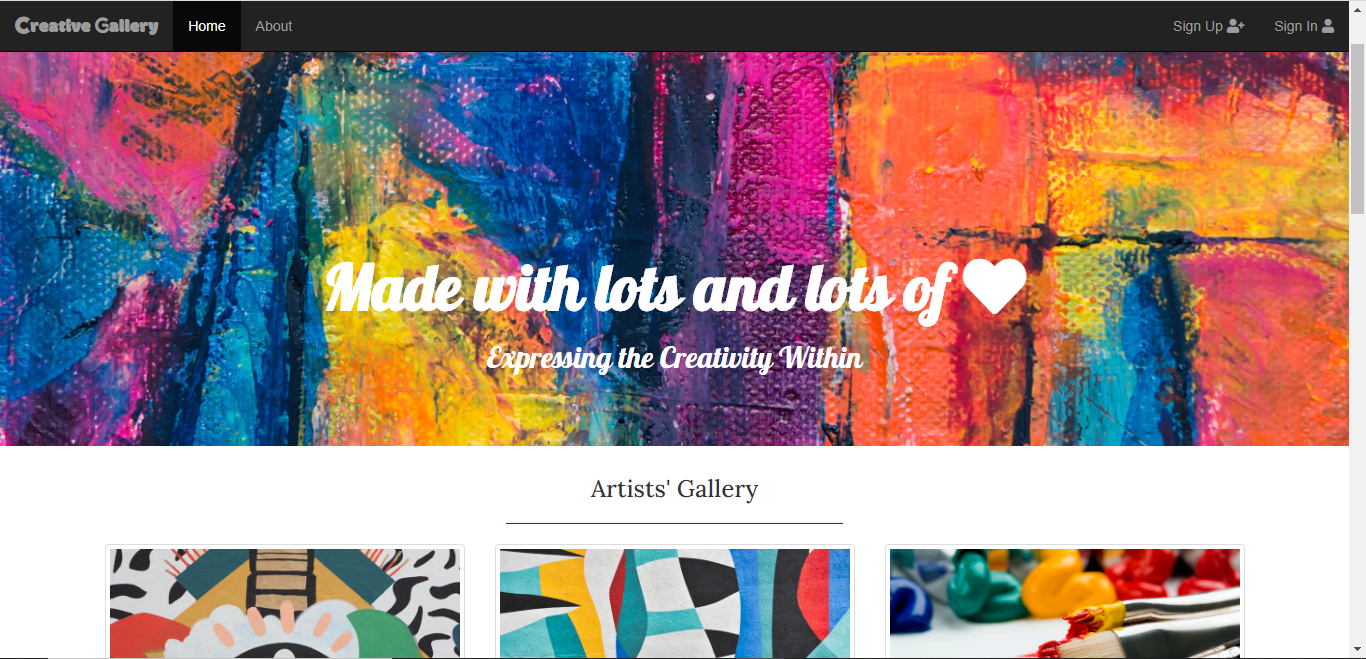 Creative Gallery Home About Sign Up Sign In
Made with lots and lots of
Expressing the Creativity Within
Artists' Gallery